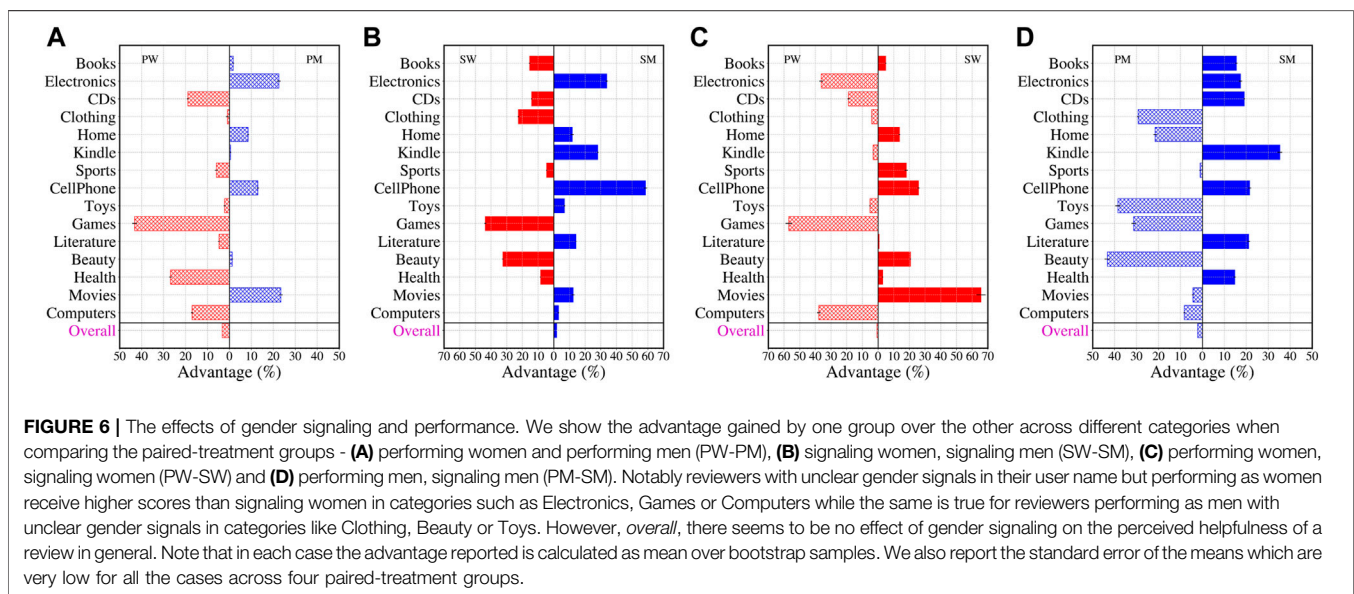 A
PW PM
Books
Electronics
CDs
Clothing
Home
Kindle
Sports
CellPhone
Toys
Games
Literature
Beauty
Health
Movies
Computers
Overall
50 40 30 20 10 0 10 20 30 40 50
Advantage (%)
B
SW SM
Books
Electronics
CDs
Clothing
Home
Kindle
Sports
CellPhone
Toys
Games
Literature
Beauty
Health
Movies
Computers
Overall
70 60 50 40 30 20 10 0 10 20 30 40 50 60 70
Advantage (%)
C
PW SW
Books
Electronics
CDs
Clothing
Home
Kindle
Sports
CellPhone
Toys
Games
Literature
Beauty
Health
Movies
Computers
Overall
70 60 50 40 30 20 10 0 10 20 30 40 50 60 70
Advantage (%)
D
PM SM
Books
Electronics
CDs
Clothing
Home
Kindle
Sports
CellPhone
Toys
Games
Literature
Beauty
Health
Movies
Computers
Overall
50 40 30 20 10 0 10 20 30 40 50
Advantage (%)
FIGURE 6 | The effects of gender signaling and performance. We show the advantage gained by one group over the other across different categories when
comparing the paired-treatment groups - (A) performing women and performing men (PW-PM), (B) signaling women, signaling men (SW-SM), (C) performing women,
signaling women (PW-SW) and (D) performing men, signaling men (PM-SM). Notably reviewers with unclear gender signals in their user name but performing as women
receive higher scores than signaling women in categories such as Electronics, Games or Computers while the same is true for reviewers performing as men with
unclear gender signals in categories like Clothing, Beauty or Toys. However, overall, there seems to be no effect of gender signaling on the perceived helpfulness of a
review in general. Note that in each case the advantage reported is calculated as mean over bootstrap samples. We also report the standard error of the means which are
very low for all the cases across four paired-treatment groups.